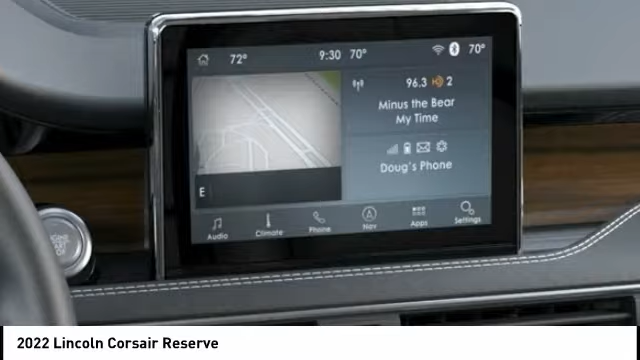 72° 9:30 70° 70°
96.3 2
Minus the Bear
My Time
Doug's Phone
E
Audio Climate Phone Nav Apps Settings
START
2022 Lincoln Corsair Reserve